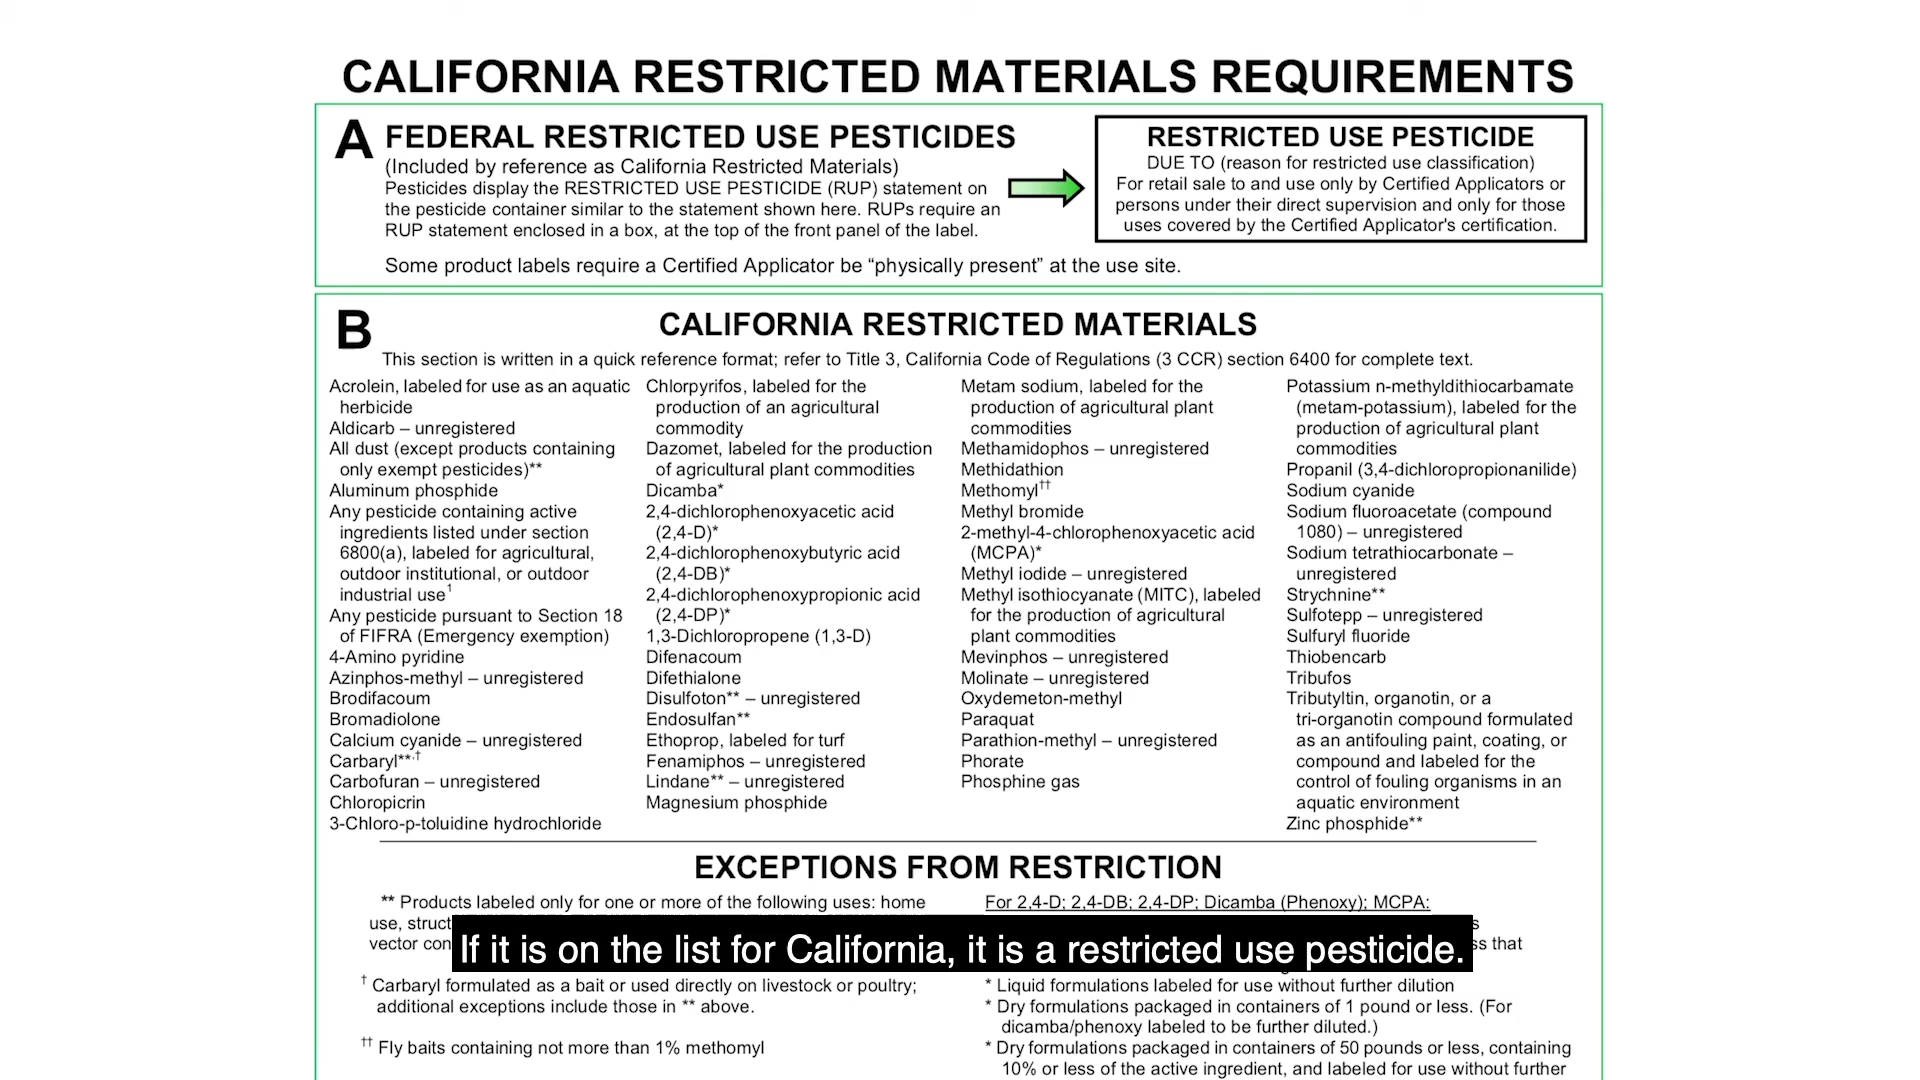 CALIFORNIA RESTRICTED MATERIALS REQUIREMENTS
A
FEDERAL RESTRICTED USE PESTICIDES
(Included by reference as California Restricted Materials)
Pesticides display the RESTRICTED USE PESTICIDE (RUP) statement on
the pesticide container similar to the statement shown here. RUPs require an
RUP statement enclosed in a box, at the top of the front panel of the label.
Some product labels require a Certified Applicator be “physically present” at the use site.
RESTRICTED USE PESTICIDE
DUE TO (reason for restricted use classification)
For retail sale to and use only by Certified Applicators or
persons under their direct supervision and only for those
uses covered by the Certified Applicator's certification.
B
CALIFORNIA RESTRICTED MATERIALS
This section is written in a quick reference format; refer to Title 3, California Code of Regulations (3 CCR) section 6400 for complete text.
Acrolein, labeled for use as an aquatic
herbicide
Aldicarb – unregistered
All dust (except products containing
only exempt pesticides)**
Aluminum phosphide
Any pesticide containing active
ingredients listed under section
6800(a), labeled for agricultural,
outdoor institutional, or outdoor
industrial use¹
Any pesticide pursuant to Section 18
of FIFRA (Emergency exemption)
4-Amino pyridine
Azinphos-methyl – unregistered
Brodifacoum
Bromadiolone
Calcium cyanide – unregistered
Carbaryl**,†
Carbofuran – unregistered
Chloropicrin
3-Chloro-p-toluidine hydrochloride
Chlorpyrifos, labeled for the
production of an agricultural
commodity
Dazomet, labeled for the production
of agricultural plant commodities
Dicamba*
2,4-dichlorophenoxyacetic acid
(2,4-D)*
2,4-dichlorophenoxybutyric acid
(2,4-DB)*
2,4-dichlorophenoxypropionic acid
(2,4-DP)*
1,3-Dichloropropene (1,3-D)
Difenacoum
Difethialone
Disulfoton** – unregistered
Endosulfan**
Ethoprop, labeled for turf
Fenamiphos – unregistered
Lindane** – unregistered
Magnesium phosphide
Metam sodium, labeled for the
production of agricultural plant
commodities
Methamidophos – unregistered
Methidathion
Methomyl††
Methyl bromide
2-methyl-4-chlorophenoxyacetic acid
(MCPA)*
Methyl iodide – unregistered
Methyl isothiocyanate (MITC), labeled
for the production of agricultural
plant commodities
Mevinphos – unregistered
Molinate – unregistered
Oxydemeton-methyl
Paraquat
Parathion-methyl – unregistered
Phorate
Phosphine gas
Potassium n-methyldithiocarbamate
(metam-potassium), labeled for the
production of agricultural plant
commodities
Propanil (3,4-dichloropropionanilide)
Sodium cyanide
Sodium fluoroacetate (compound
1080) – unregistered
Sodium tetrathiocarbonate –
unregistered
Strychnine**
Sulfotepp – unregistered
Sulfuryl fluoride
Thiobencarb
Tribufos
Tributyltin, organotin, or a
tri-organotin compound formulated
as an antifouling paint, coating, or
compound and labeled for the
control of fouling organisms in an
aquatic environment
Zinc phosphide**
EXCEPTIONS FROM RESTRICTION
** Products labeled only for one or more of the following uses: home
use,
† Carbaryl formulated as a bait or used directly on livestock or poultry;
additional exceptions include those in ** above.
†† Fly baits containing not more than 1% methomyl
For 2,4-D; 2,4-DB; 2,4-DP; Dicamba (Phenoxy); MCPA:
that
* Liquid formulations labeled for use without further dilution
* Dry formulations packaged in containers of 1 pound or less. (For
dicamba/phenoxy labeled to be further diluted.)
* Dry formulations packaged in containers of 50 pounds or less, containing
10% or less of the active ingredient, and labeled for use without further
If it is on the list for California, it is a restricted use pesticide.